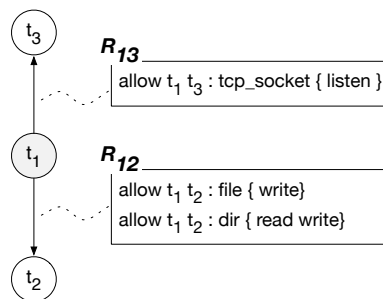 t3
R13
allow t1 t3 : tcp_socket { listen }
t1
R12
allow t1 t2 : file { write}
allow t1 t2 : dir { read write}
t2